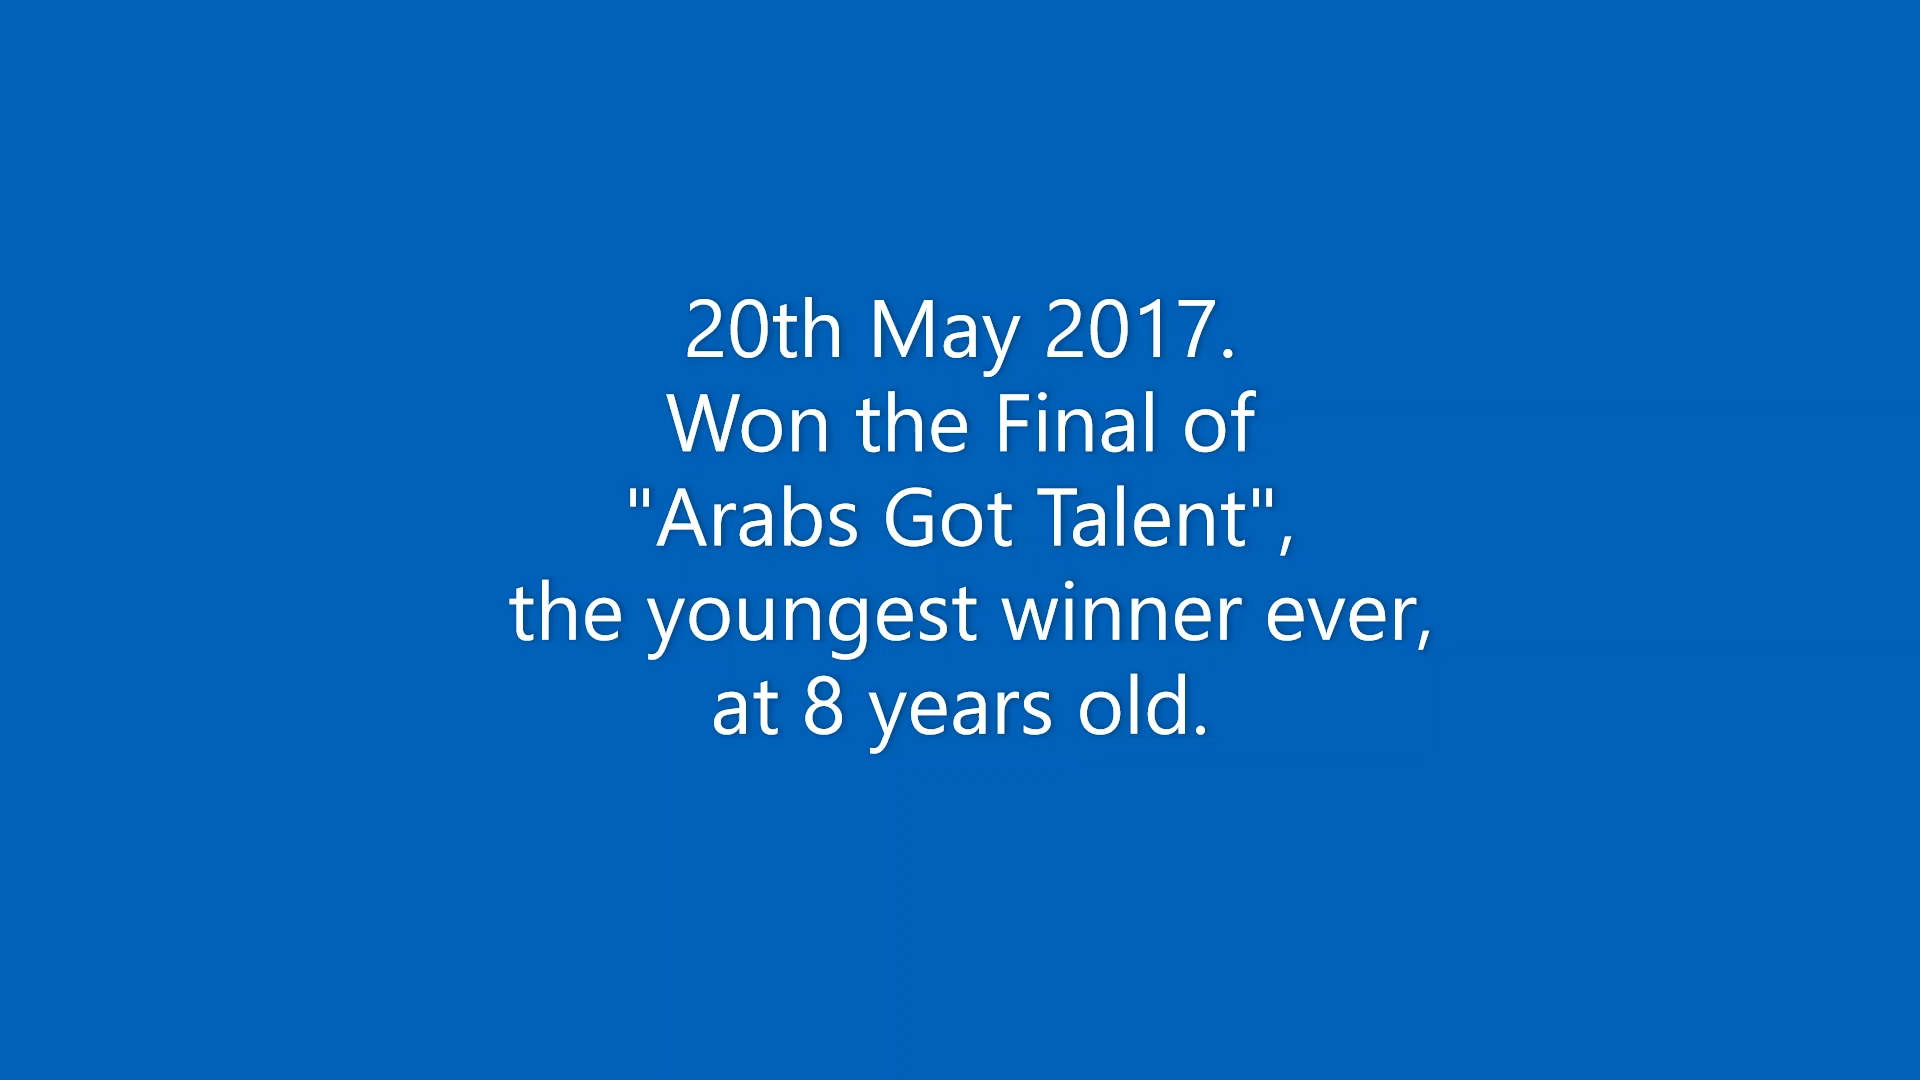 20th May 2017.
Won the Final of
"Arabs Got Talent",
the youngest winner ever,
at 8 years old.